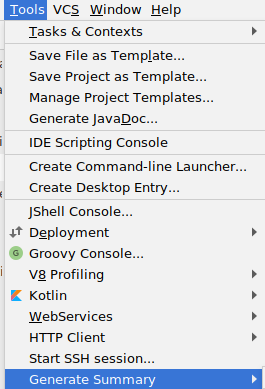 Tools VCS Window Help
Tasks & Contexts
Save File as Template...
Save Project as Template...
Manage Project Templates...
Generate JavaDoc...
IDE Scripting Console
Create Command-line Launcher...
Create Desktop Entry...
JShell Console...
Deployment
G Groovy Console...
V8 Profiling
Kotlin
WebServices
HTTP Client
Start SSH session...
Generate Summary